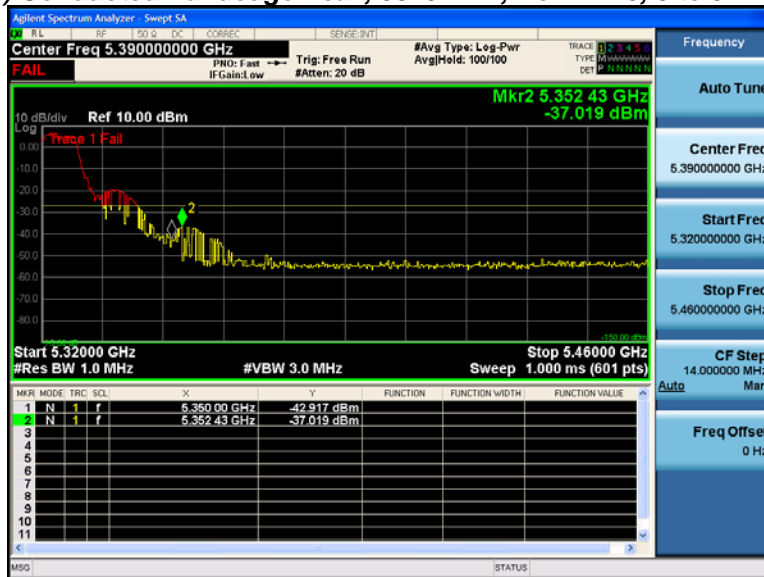 Agilent Spectrum Analyzer - Swept SA
RL RF 50 Ω DC CORREC SENSE:INT
Center Freq 5.390000000 GHz
FAIL
PNO: Fast
IFGain:Low
Trig: Free Run
#Atten: 20 dB
#Avg Type: Log-Pwr
Avg|Hold: 100/100
TRACE 1 2 3 4 5 6
TYPE M
DET P N N N N N
Mkr2 5.352 43 GHz
-37.019 dBm
10 dB/div Ref 10.00 dBm
Log
Trace 1 Fail
0.00
-10.0
-20.0
-30.0
-40.0
-50.0
-60.0
-70.0
-80.0
2
-150.00 dBm
Start 5.32000 GHz Stop 5.46000 GHz
#Res BW 1.0 MHz #VBW 3.0 MHz Sweep 1.000 ms (601 pts)
MKR MODE TRC SCL X Y FUNCTION FUNCTION WIDTH FUNCTION VALUE
1 N 1 f 5.350 00 GHz -42.917 dBm
2 N 1 f 5.352 43 GHz -37.019 dBm
3
4
5
6
7
8
9
10
11
MSG STATUS
Frequency
Auto Tune
Center Freq
5.390000000 GHz
Start Freq
5.320000000 GHz
Stop Freq
5.460000000 GHz
CF Step
14.000000 MHz
Auto Man
Freq Offset
0 Hz